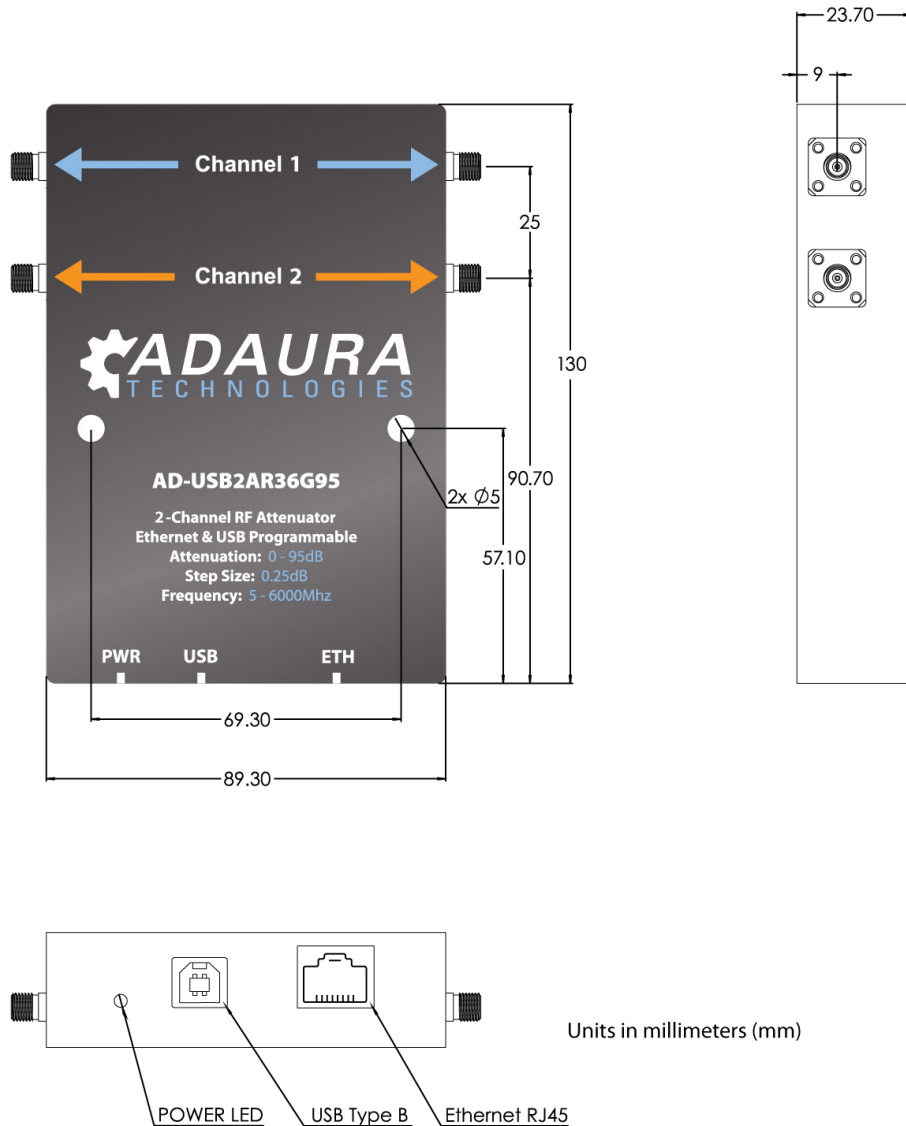 23.70
9
Channel 1
25
Channel 2
130
ADAURA
TECHNOLOGIES
90.70
AD-USB2AR36G95
2x Ø5
2-Channel RF Attenuator
Ethernet & USB Programmable
57.10
Attenuation: 0 - 95dB
Step Size: 0.25dB
Frequency: 5 - 6000Mhz
PWR USB ETH
69.30
89.30
Units in millimeters (mm)
POWER LED
USB Type B
Ethernet RJ45